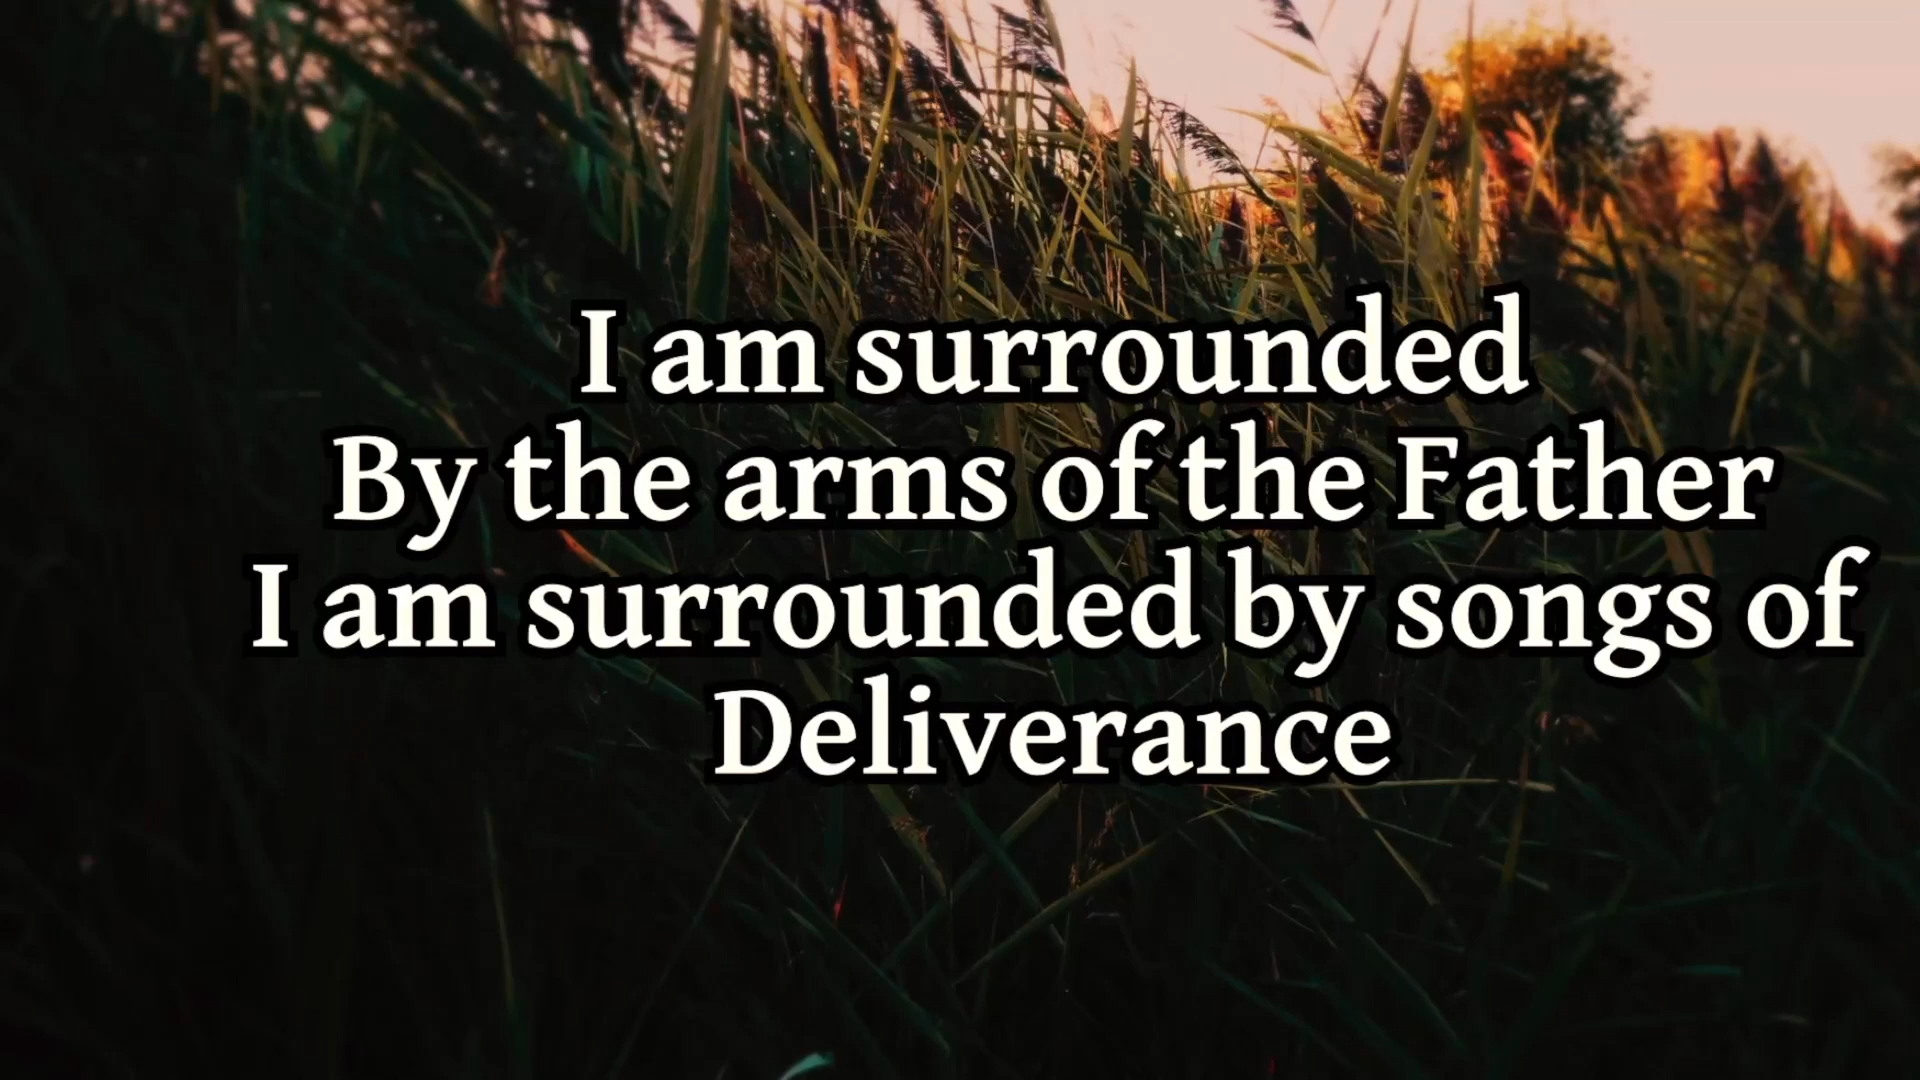 I am surrounded
By the arms of the Father
I am surrounded by songs of
Deliverance